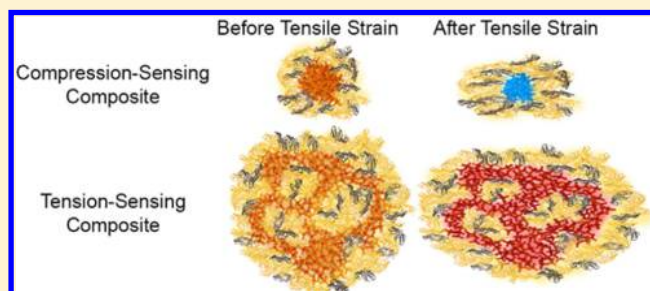 Before Tensile Strain
After Tensile Strain
Compression-Sensing
Composite
Tension-Sensing
Composite